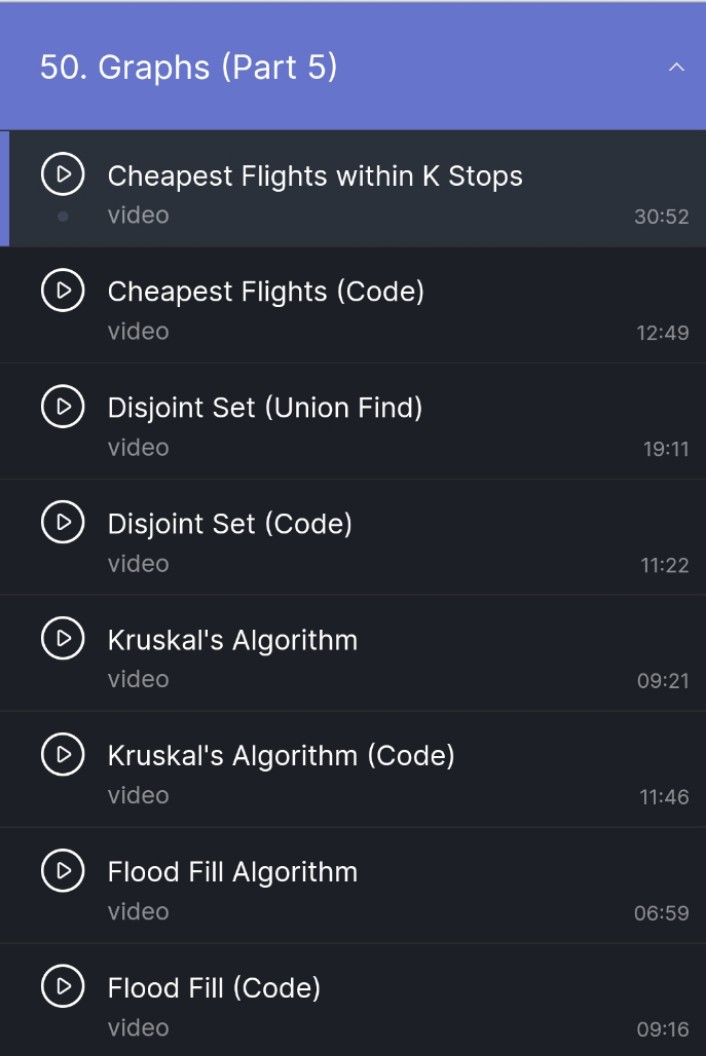 50. Graphs (Part 5)
Cheapest Flights within K Stops
video 30:52
Cheapest Flights (Code)
video 12:49
Disjoint Set (Union Find)
video 19:11
Disjoint Set (Code)
video 11:22
Kruskal's Algorithm
video 09:21
Kruskal's Algorithm (Code)
video 11:46
Flood Fill Algorithm
video 06:59
Flood Fill (Code)
video 09:16